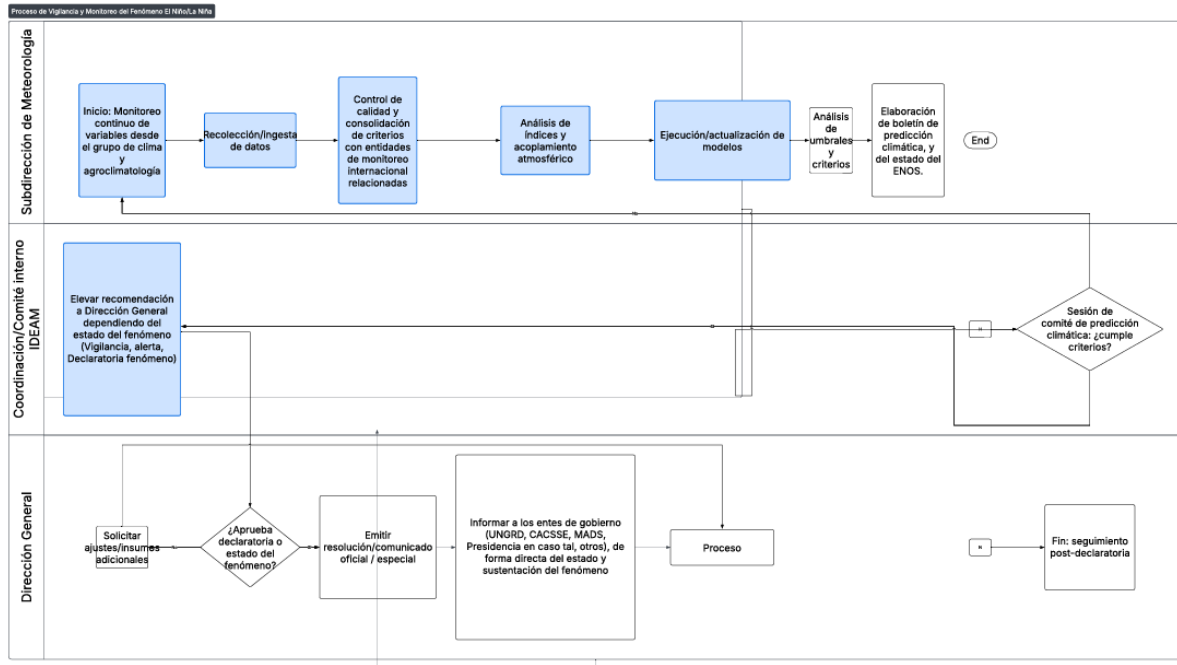 Proceso de Vigilancia y Monitoreo del Fenómeno El Niño/La Niña
Subdirección de Meteorología
Inicio: Monitoreo
continuo de
variables desde
el grupo de clima
y
agroclimatología
Recolección/ingesta
de datos
Control de
calidad y
consolidación de
criterios con
entidades de
monitoreo
internacional
relacionadas
Análisis de
índices y
acoplamiento
atmosférico
Ejecución/actualización de
modelos
Análisis
de
umbrales
y
criterios
Elaboración
de boletín de
predicción
climática, y
del estado del
ENOS.
End
Coordinación/Comité interno
IDEAM
Elevar recomendación
a Dirección General
dependiendo del
estado del fenómeno
(Vigilancia, alerta,
Declaratoria fenómeno)
Sesión de
comité de predicción
climática: ¿cumple
criterios?
Dirección General
Solicitar
ajustes/insumos
adicionales
¿Aprueba
declaratoria o
estado del
fenómeno?
Emitir
resolución/comunicado
oficial / especial
Informar a los entes de gobierno
(UNGRD, CACSSE, MADS,
Presidencia en caso tal, otros), de
forma directa del estado y
sustentación del fenómeno
Proceso
Fin: seguimiento
post-declaratoria